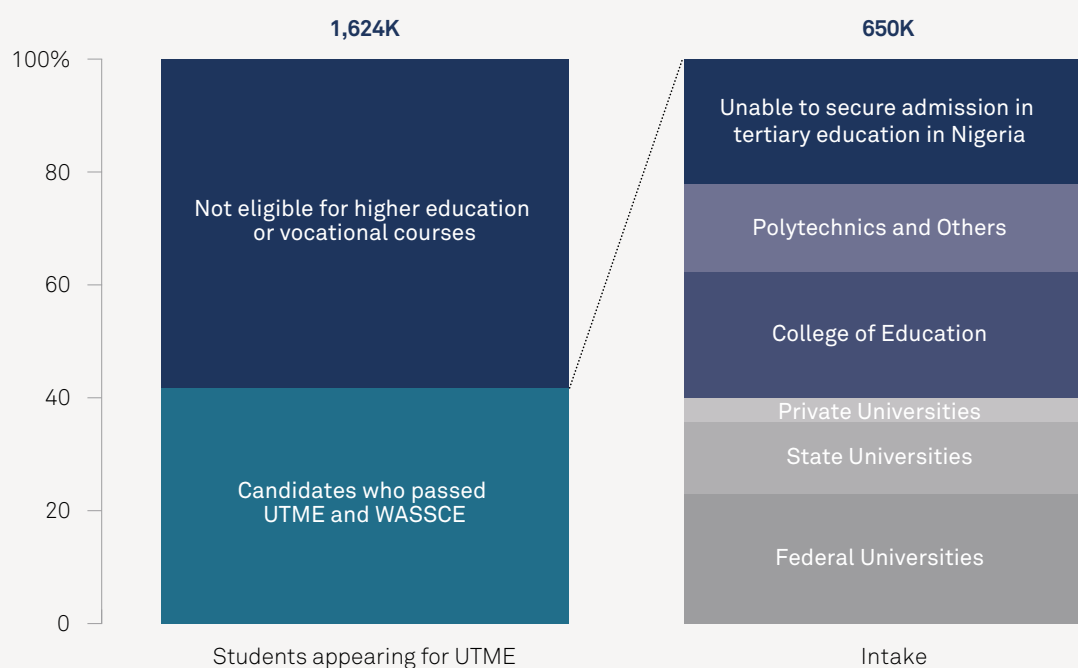 1,624K
650K
100%
80
60
40
20
0
Not eligible for higher education
or vocational courses
Candidates who passed
UTME and WASSCE
Unable to secure admission in
tertiary education in Nigeria
Polytechnics and Others
College of Education
Private Universities
State Universities
Federal Universities
Students appearing for UTME
Intake